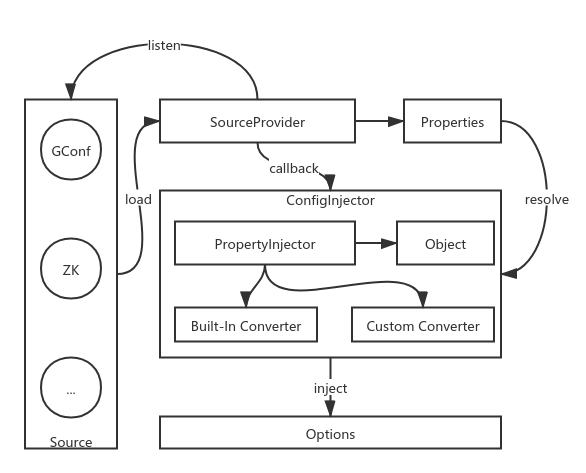 listen
GConf
SourceProvider
Properties
callback
load
ConfigInjector
resolve
PropertyInjector
Object
ZK
Built-In Converter
Custom Converter
inject
...
Source
Options